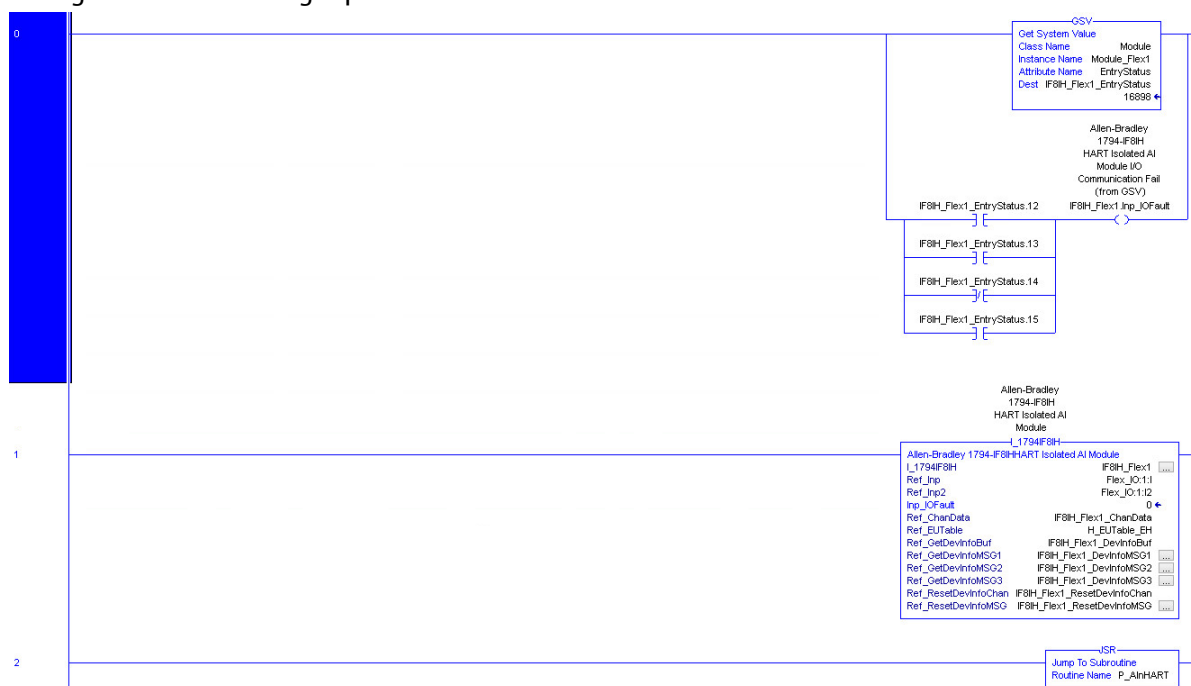 0
GSV
Get System Value
Class Name Module
Instance Name Module_Flex1
Attribute Name EntryStatus
Dest IF8IH_Flex1_EntryStatus
16898
Allen-Bradley
1794-IF8IH
HART Isolated AI
Module I/O
Communication Fail
(from GSV)
IF8IH_Flex1_EntryStatus.12 IF8IH_Flex1.Inp_IOFault
IF8IH_Flex1_EntryStatus.13
IF8IH_Flex1_EntryStatus.14
IF8IH_Flex1_EntryStatus.15
Allen-Bradley
1794-IF8IH
HART Isolated AI
Module
1
I_1794IF8IH
Allen-Bradley 1794-IF8IHHART Isolated AI Module
I_1794IF8IH IF8IH_Flex1 ...
Ref_Inp Flex_IO:1:I
Ref_Inp2 Flex_IO:1:I2
Inp_IOFault 0
Ref_ChanData IF8IH_Flex1_ChanData
Ref_EUTable H_EUTable_EH
Ref_GetDevInfoBuf IF8IH_Flex1_DevInfoBuf
Ref_GetDevInfoMSG1 IF8IH_Flex1_DevInfoMSG1 ...
Ref_GetDevInfoMSG2 IF8IH_Flex1_DevInfoMSG2 ...
Ref_GetDevInfoMSG3 IF8IH_Flex1_DevInfoMSG3 ...
Ref_ResetDevInfoChan IF8IH_Flex1_ResetDevInfoChan
Ref_ResetDevInfoMSG IF8IH_Flex1_ResetDevInfoMSG ...
2
JSR
Jump To Subroutine
Routine Name P_AInHART